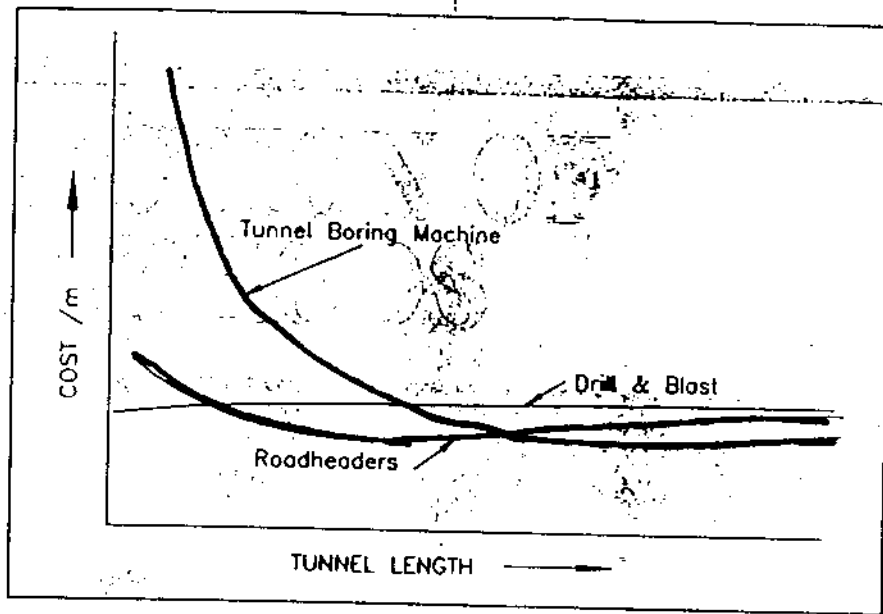 Tunnel Boring Machine
COST /m
Drill & Blast
Roadheaders
TUNNEL LENGTH